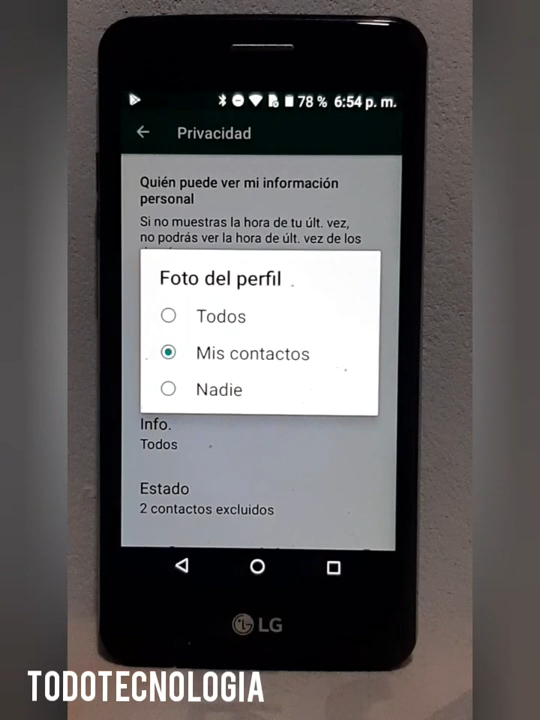 78 % 6:54 p. m.
Privacidad
Quién puede ver mi información
personal
Si no muestras la hora de tu últ. vez,
no podrás ver la hora de últ. vez de los
Foto del perfil
Todos
Mis contactos
Nadie
Info.
Todos
Estado
2 contactos excluidos
LG
TODOTECNOLOGIA